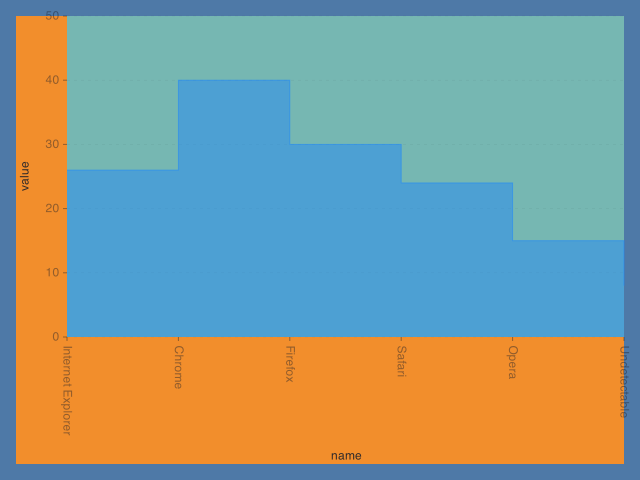 50
40
30
20
10
0
value
Internet Explorer
Chrome
Firefox
Safari
Opera
Undetectable
name